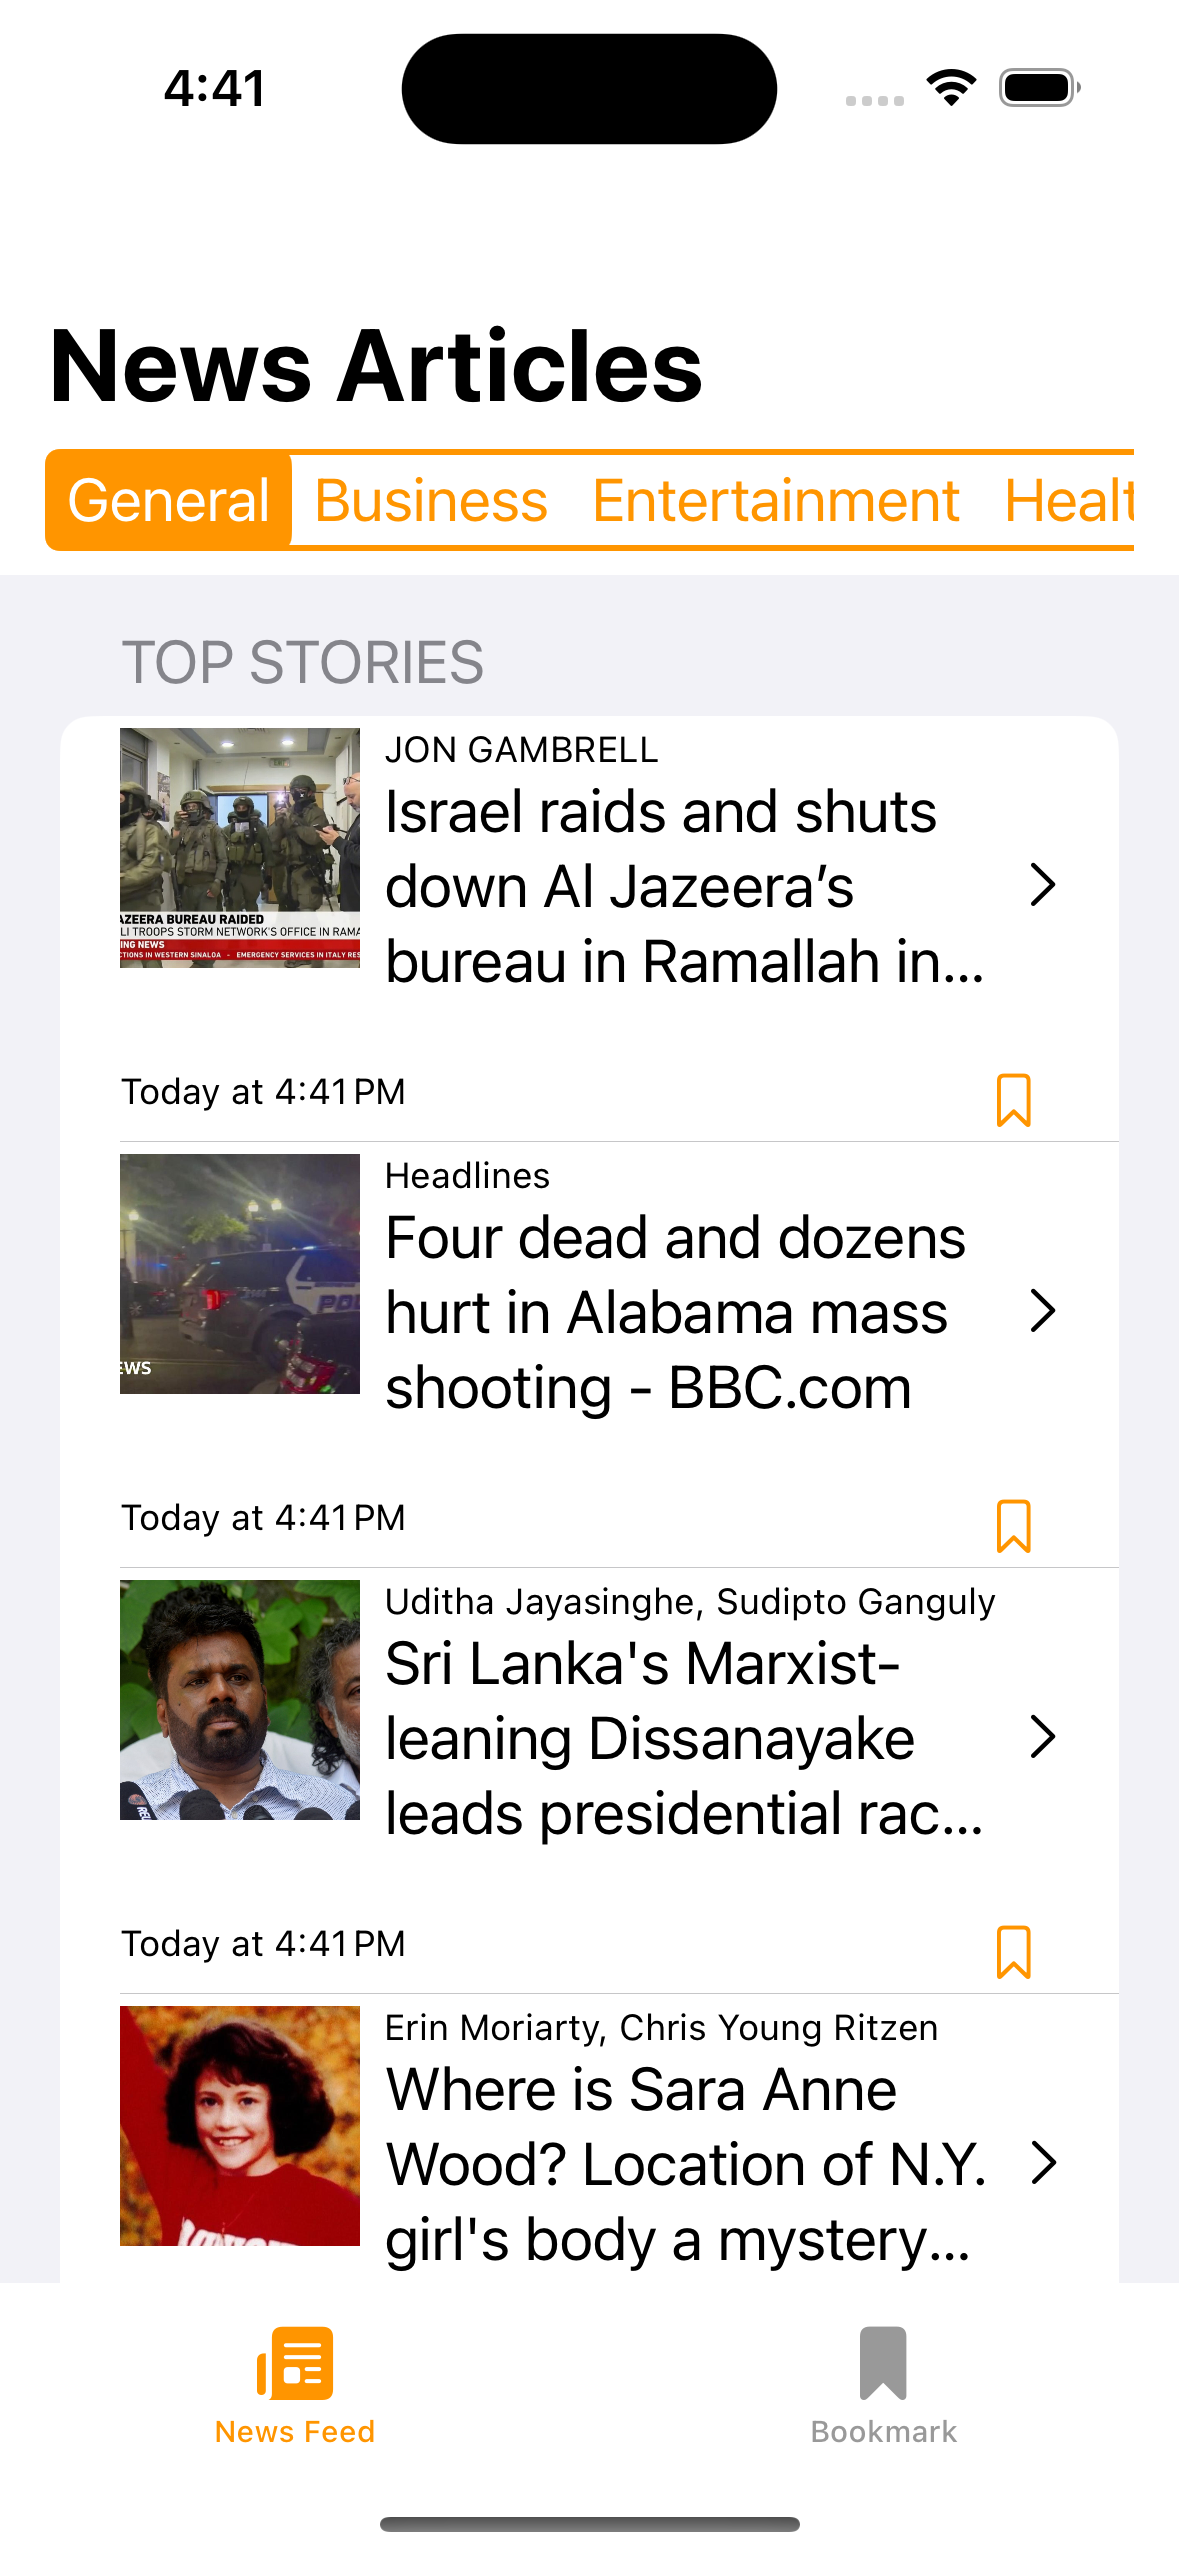 4:41
News Articles
General Business Entertainment Healt
TOP STORIES
JON GAMBRELL
Israel raids and shuts
down Al Jazeera’s
bureau in Ramallah in...
AZEERA BUREAU RAIDED
LI TROOPS STORM NETWORK'S OFFICE IN RAMA
ING NEWS
CTIONS IN WESTERN SINALOA - EMERGENCY SERVICES IN ITALY RES
Today at 4:41 PM
Headlines
Four dead and dozens
hurt in Alabama mass
shooting - BBC.com
POL
EWS
Today at 4:41 PM
Uditha Jayasinghe, Sudipto Ganguly
Sri Lanka's Marxist-
leaning Dissanayake
leads presidential rac...
Today at 4:41 PM
Erin Moriarty, Chris Young Ritzen
Where is Sara Anne
Wood? Location of N.Y.
girl's body a mystery...
News Feed Bookmark